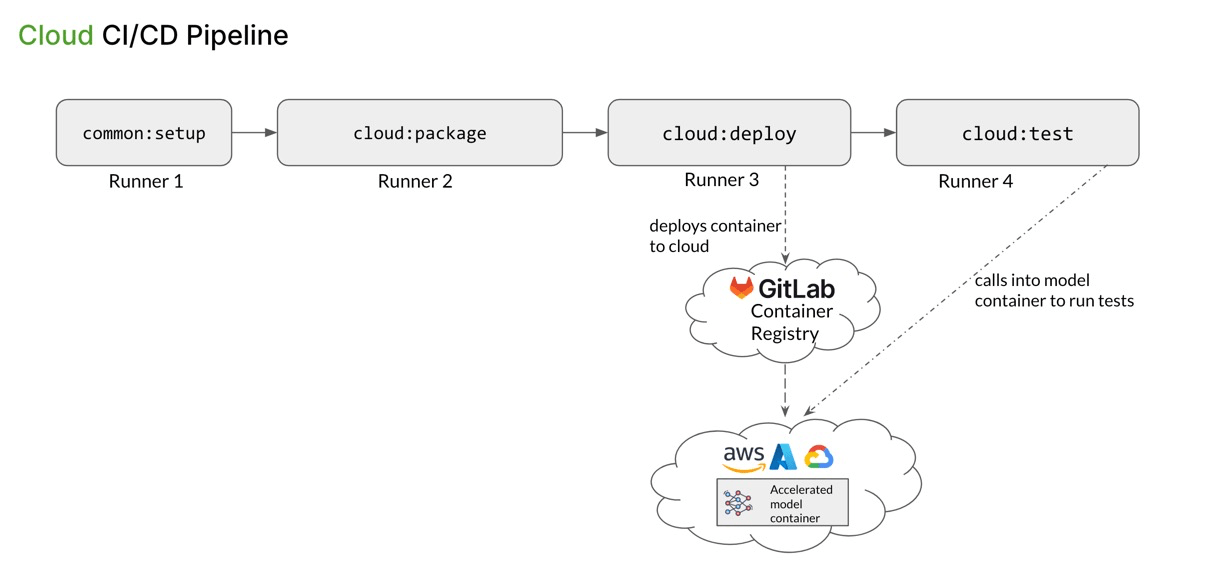 Cloud CI/CD Pipeline
common:setup
cloud:package
cloud:deploy
cloud:test
Runner 1
Runner 2
Runner 3
Runner 4
deploys container
to cloud
GitLab
Container
Registry
calls into model
container to run tests
aws
Accelerated
model
container